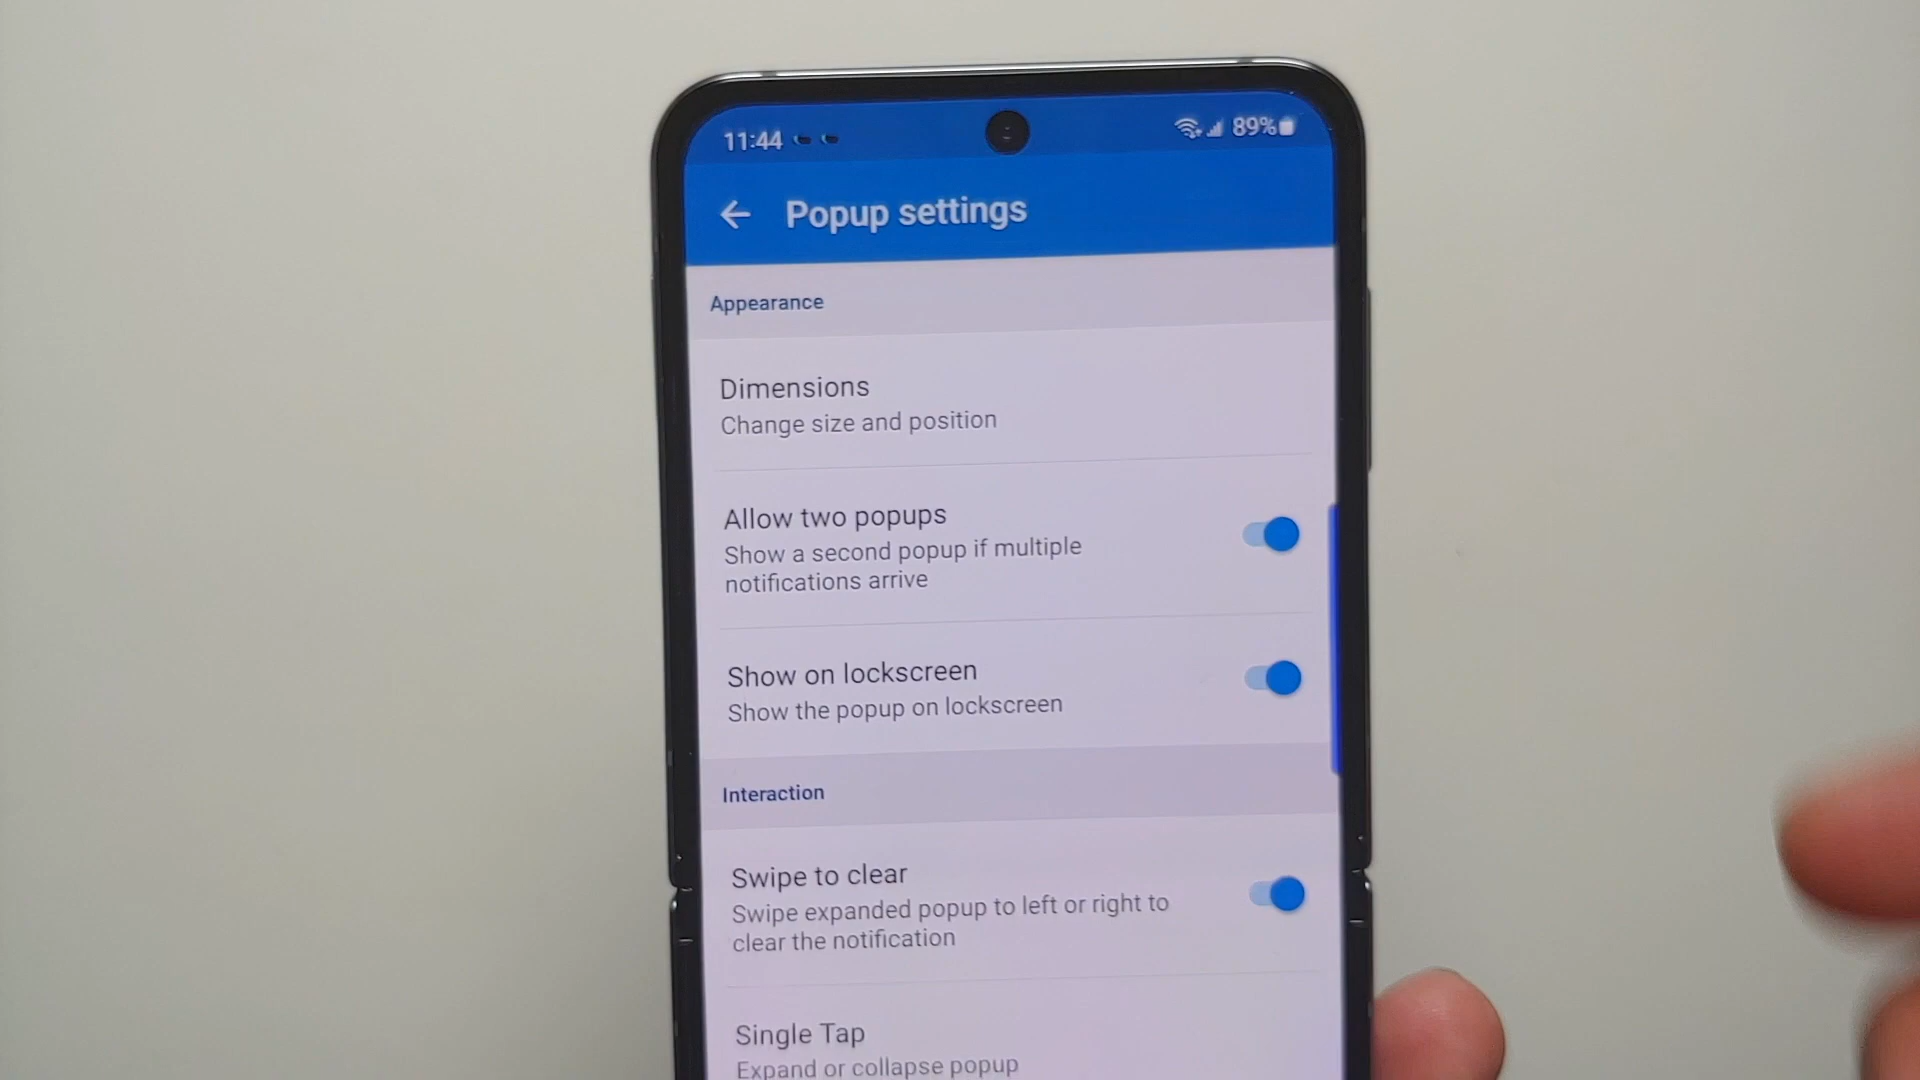 11:44
89%
Popup settings
Appearance
Dimensions
Change size and position
Allow two popups
Show a second popup if multiple
notifications arrive
Show on lockscreen
Show the popup on lockscreen
Interaction
Swipe to clear
Swipe expanded popup to left or right to
clear the notification
Single Tap
Expand or collapse popup